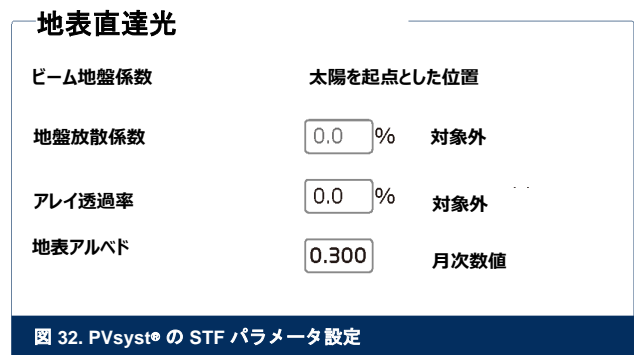 地表直達光
ビーム地盤係数 太陽を起点とした位置
地盤放散係数 0.0 % 対象外
アレイ透過率 0.0 % 対象外
地表アルベド 0.300 月次数値
図 32. PVsyst® の STF パラメータ設定